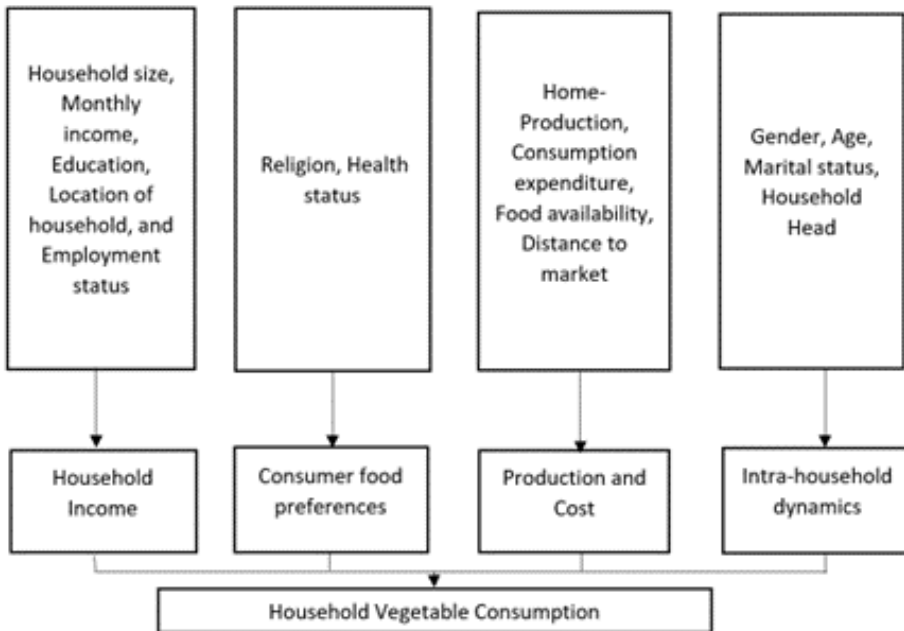 Household size,
Monthly
income,
Education,
Location of
household, and
Employment
status
Religion, Health
status
Home-
Production,
Consumption
expenditure,
Food availability,
Distance to
market
Gender, Age,
Marital status,
Household
Head
Household
Income
Consumer food
preferences
Production and
Cost
Intra-household
dynamics
Household Vegetable Consumption